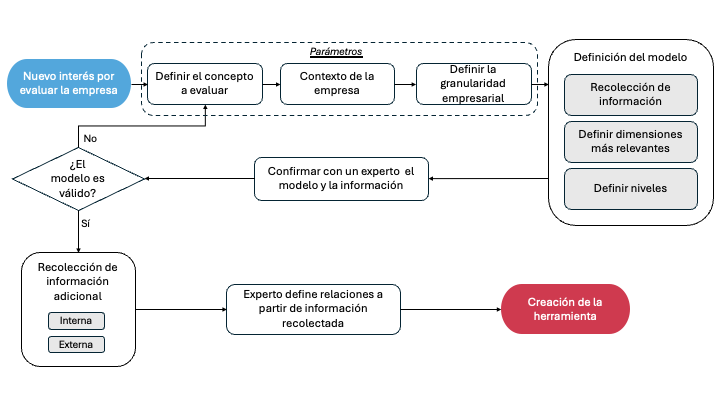 Parámetros
Nuevo interés por
evaluar la empresa
Definir el concepto
a evaluar
Contexto de la
empresa
Definir la
granularidad
empresarial
Definición del modelo
Recolección de
información
Definir dimensiones
más relevantes
Definir niveles
Confirmar con un experto el
modelo y la información
¿El
modelo es
válido?
No
Sí
Recolección de
información
adicional
Interna
Externa
Experto define relaciones a
partir de información
recolectada
Creación de la
herramienta